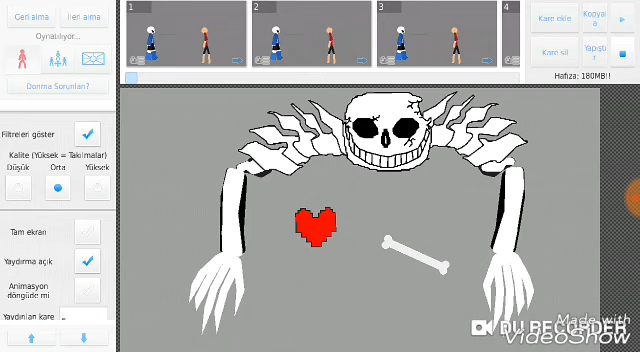 Geri alma
İleri alma
Oynatılıyor...
Donma Sorunları?
Filtreleri göster
Kalite (Yüksek = Takılmalar)
Düşük
Orta
Yüksek
Tam ekran
Yaydırma açık
Animasyon
döngüde mi
Yaydırılan kare
1
2
3
4
Kare ekle
Kopyal
a
Kare sil
Yapıştı
r
Hafıza: 180MB!!
Made with
DU RECORDER
VideoShow